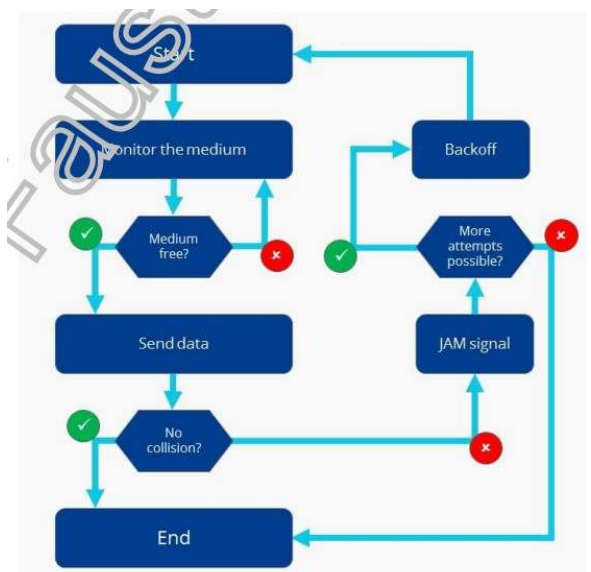 Start
Monitor the medium
Backoff
Medium
free?
More
attempts
possible?
Send data
JAM signal
No
collision?
End